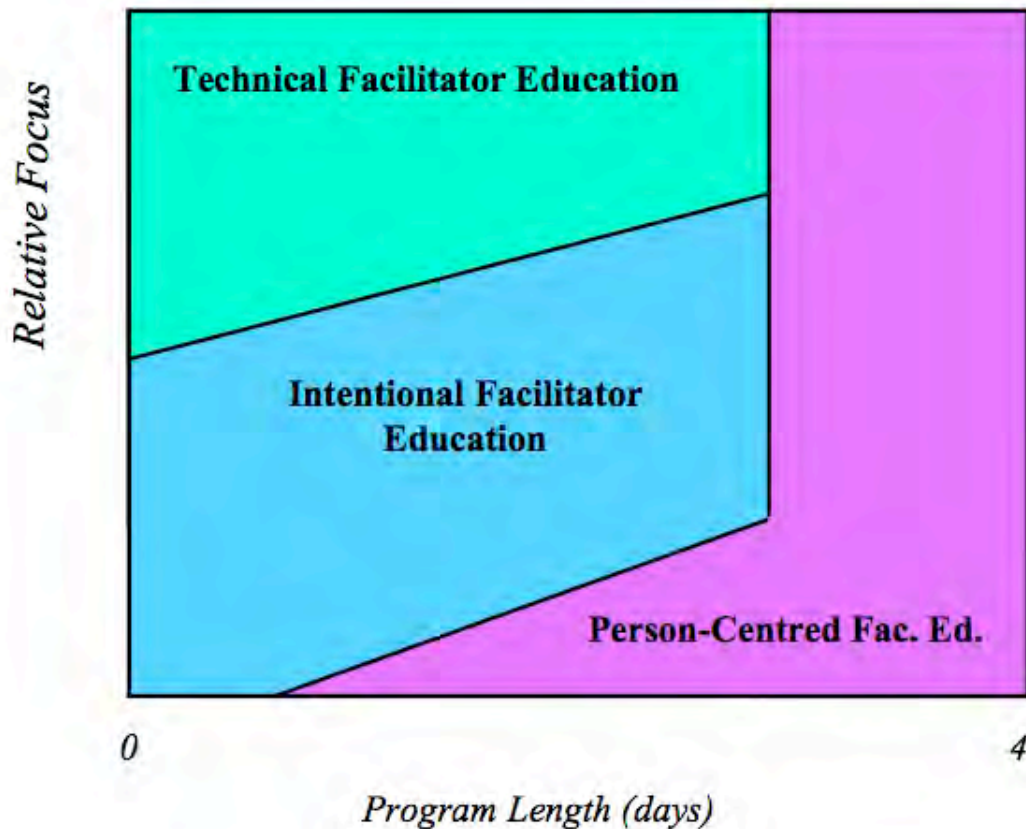 Relative Focus
Technical Facilitator Education
Intentional Facilitator
Education
Person-Centred Fac. Ed.
0
4
Program Length (days)